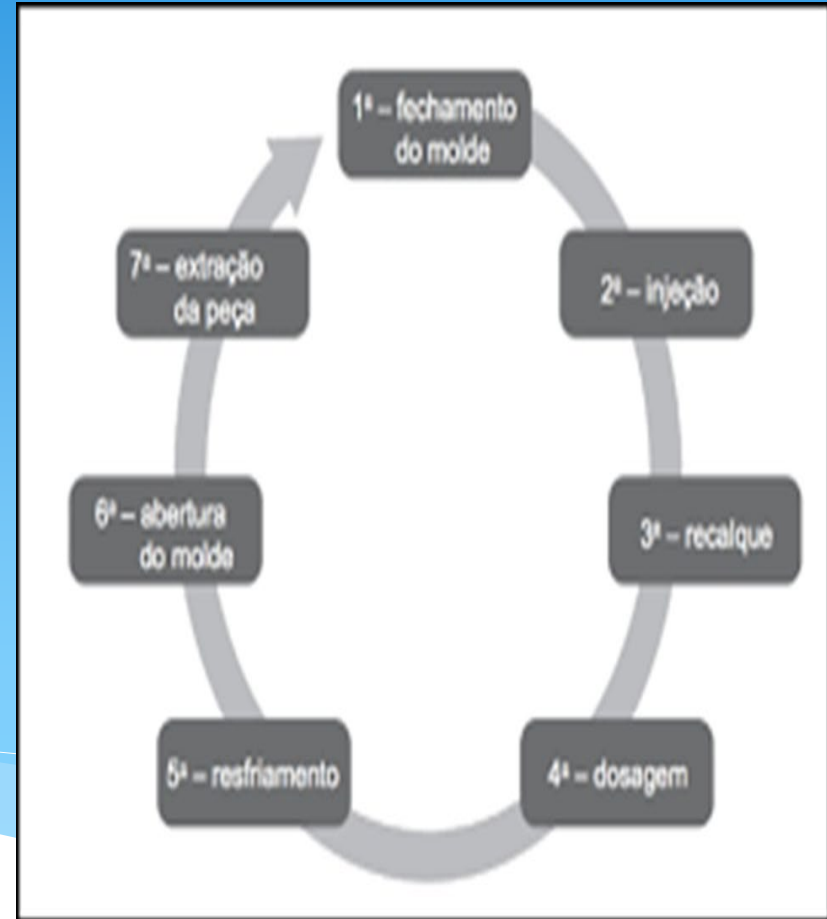 1ª – fechamento
do molde
2ª – injeção
3ª – recalque
4ª – dosagem
5ª – resfriamento
6ª – abertura
do molde
7ª – extração
da peça